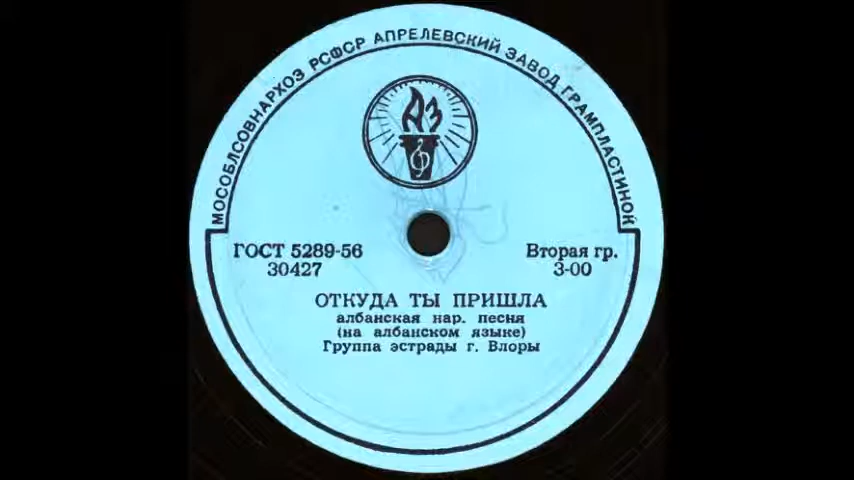 МОСОБЛСОВНАРХОЗ РСФСР АПРЕЛЕВСКИЙ ЗАВОД ГРАМПЛАСТИНОК
АЗ
ГОСТ 5289-56
30427
Вторая гр.
3-00
ОТКУДА ТЫ ПРИШЛА
албанская нар. песня
(на албанском языке)
Группа эстрады г. Влоры